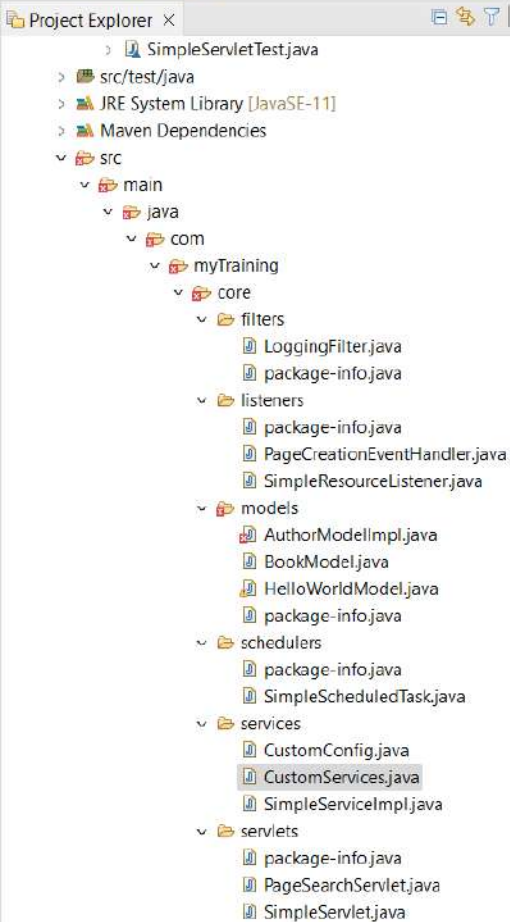 Project Explorer
SimpleServletTest.java
src/test/java
JRE System Library [JavaSE-11]
Maven Dependencies
src
main
java
com
myTraining
core
filters
LoggingFilter.java
package-info.java
listeners
package-info.java
PageCreationEventHandler.java
SimpleResourceListener.java
models
AuthorModelImpl.java
BookModel.java
HelloWorldModel.java
package-info.java
schedulers
package-info.java
SimpleScheduledTask.java
services
CustomConfig.java
CustomServices.java
SimpleServiceImpl.java
servlets
package-info.java
PageSearchServlet.java
SimpleServlet.java